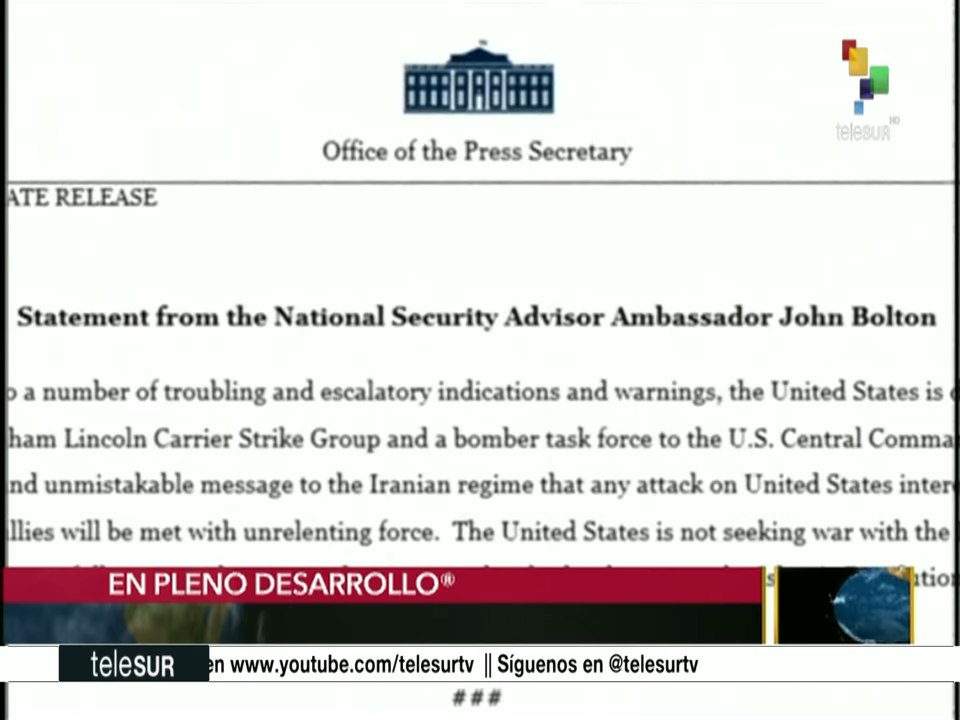 telesur HD
Office of the Press Secretary
ATE RELEASE
Statement from the National Security Advisor Ambassador John Bolton
a number of troubling and escalatory indications and warnings, the United States is
ham Lincoln Carrier Strike Group and a bomber task force to the U.S. Central Comma
nd unmistakable message to the Iranian regime that any attack on United States inter
llies will be met with unrelenting force. The United States is not seeking war with the
EN PLENO DESARROLLO®
teleSUR en www.youtube.com/telesurtv || Síguenos en @telesurtv
###